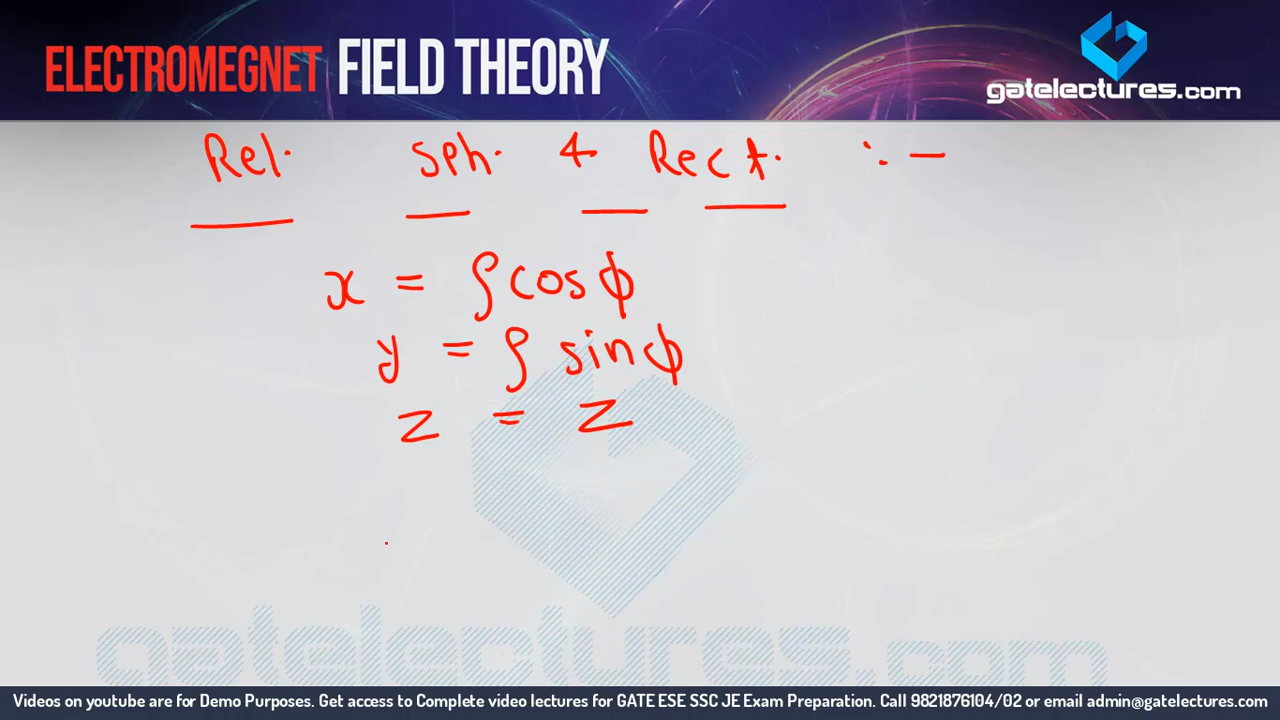 ELECTROMEGNET FIELD THEORY
gatelectures.com
Rel. Sph. & Rect. :-
x = ρ cos φ
y = ρ sin φ
z = z
gatelectures.com
Videos on youtube are for Demo Purposes. Get access to Complete video lectures for GATE ESE SSC JE Exam Preparation. Call 9821876104/02 or email admin@gatelectures.com